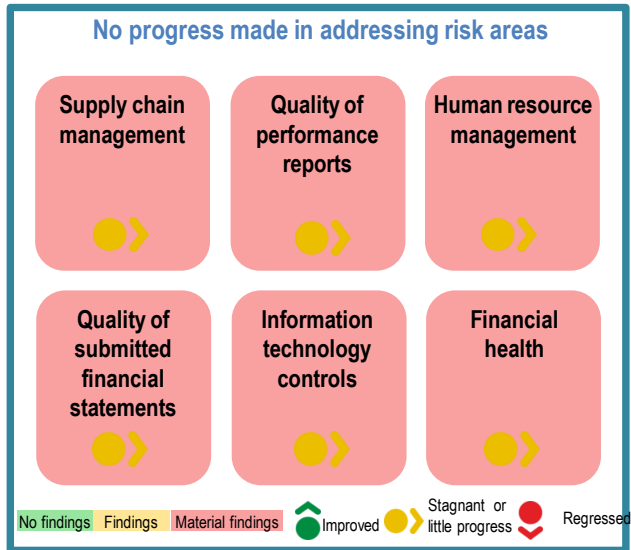 No progress made in addressing risk areas
Supply chain
management
Quality of
performance
reports
Human resource
management
Quality of
submitted
financial
statements
Information
technology
controls
Financial
health
No findings
Findings
Material findings
Improved
Stagnant or
little progress
Regressed